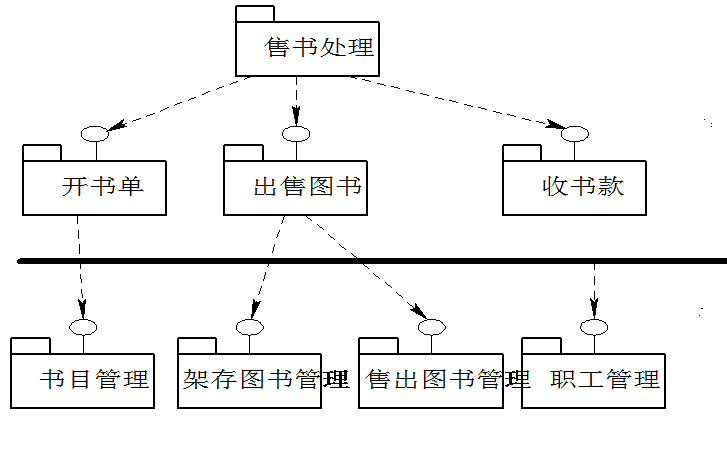 售书处理
开书单
出售图书
收书款
书目管理
架存图书管理
售出图书管理
职工管理